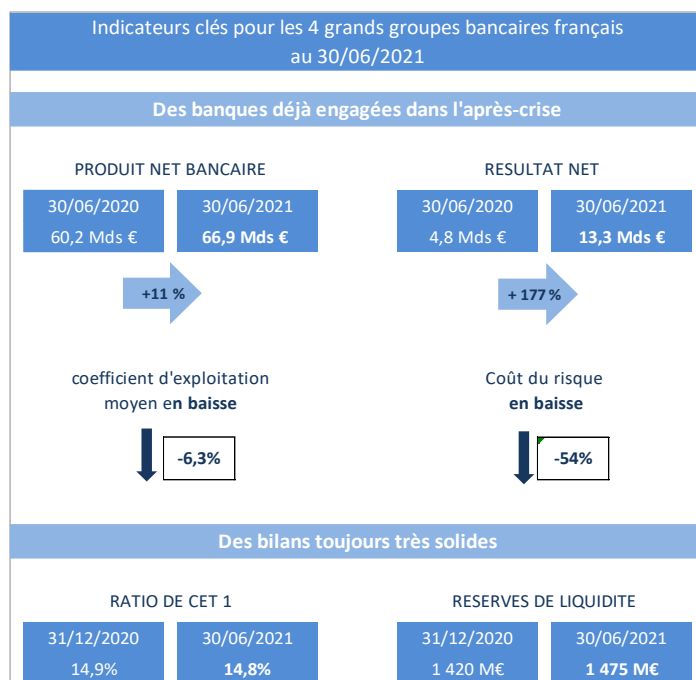 Indicateurs clés pour les 4 grands groupes bancaires français
au 30/06/2021
Des banques déjà engagées dans l'après-crise
PRODUIT NET BANCAIRE
30/06/2020
60,2 Mds €
30/06/2021
66,9 Mds €
+11 %
RESULTAT NET
30/06/2020
4,8 Mds €
30/06/2021
13,3 Mds €
+ 177 %
coefficient d'exploitation
moyen en baisse
-6,3%
Coût du risque
en baisse
-54%
Des bilans toujours très solides
RATIO DE CET 1
31/12/2020
14,9%
30/06/2021
14,8%
RESERVES DE LIQUIDITE
31/12/2020
1 420 M€
30/06/2021
1 475 M€